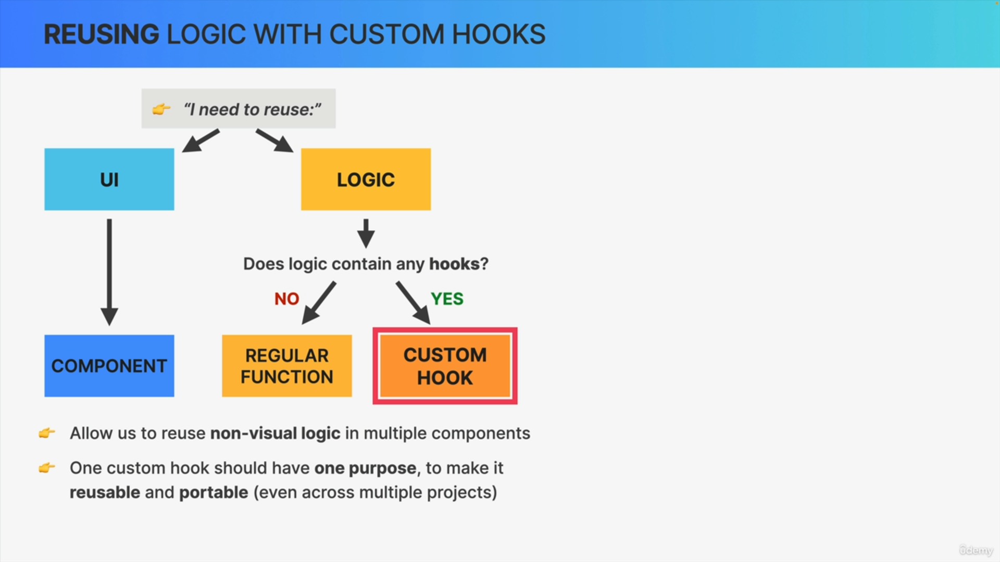 REUSING LOGIC WITH CUSTOM HOOKS
👉 “I need to reuse:”
UI
LOGIC
Does logic contain any hooks?
NO
YES
COMPONENT
REGULAR
FUNCTION
CUSTOM
HOOK
👉 Allow us to reuse non-visual logic in multiple components
👉 One custom hook should have one purpose, to make it
reusable and portable (even across multiple projects)
ûdemy